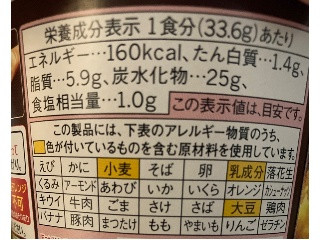 栄養成分表示 1食分(33.6g)あたり
エネルギー…160kcal、たん白質…1.4g、
脂質…5.9g、炭水化物…25g、
食塩相当量…1.0g この表示値は、目安です。
この製品には、下表のアレルギー物質のうち、
色が付いているものを含む原材料を使用しています。
えび かに 小麦 そば 卵 乳成分 落花生
くるみ アーモンド あわび いか いくら オレンジ カシューナッツ
キウイ 牛肉 ごま さけ さば 大豆 鶏肉
バナナ 豚肉 まつたけ もも やまいも りんご ゼラチン